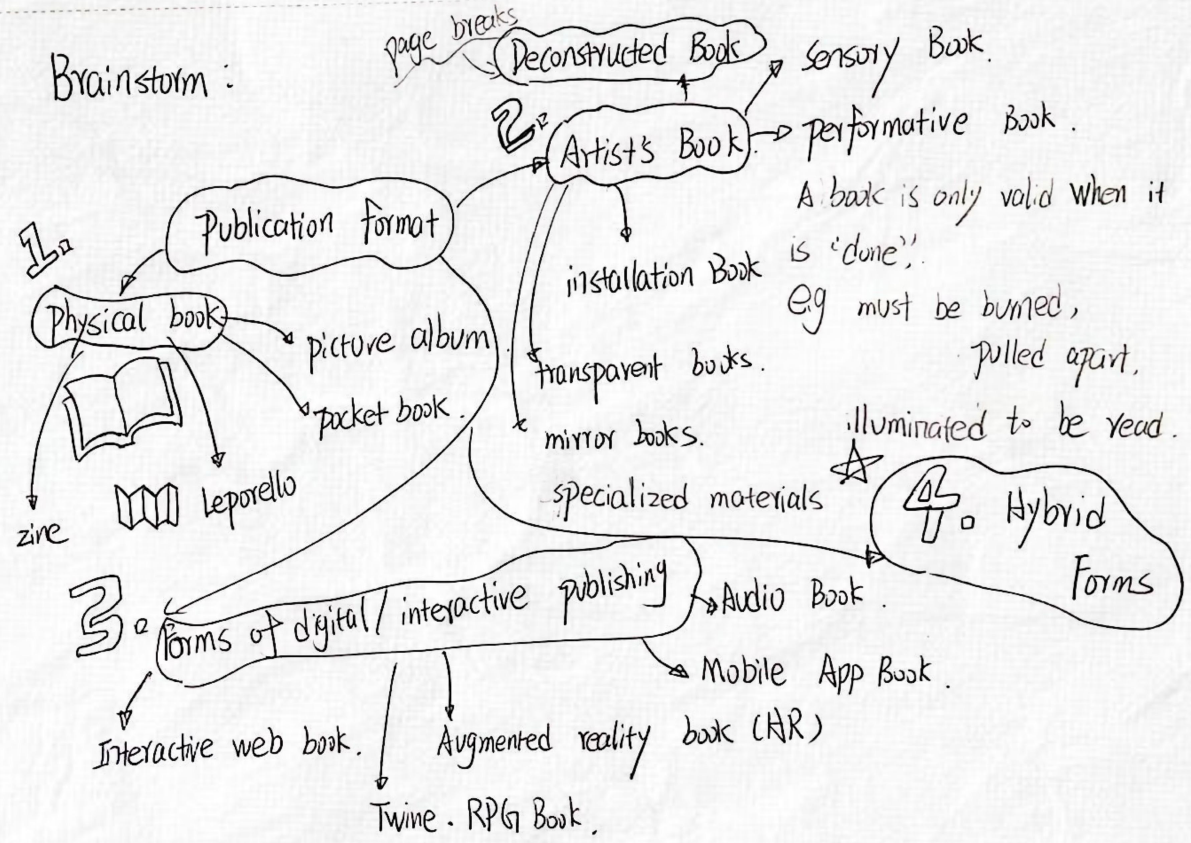 Brainstorm :
page breaks
Deconstructed Book
sensory Book.
2.
Artist's Book
performative Book.
A book is only valid when it
is "done".
e.g must be burned,
pulled apart.
illuminated to be read.
Publication format
1.
Physical book
picture album
pocket book.
Leporello
zine
installation Book
transparent books.
mirror books.
specialized materials
4. Hybrid
Forms
3.
Forms of digital/ interactive publishing
Audio Book.
Mobile App Book.
Interactive web book.
Augmented reality book (AR)
Twine. RPG Book.